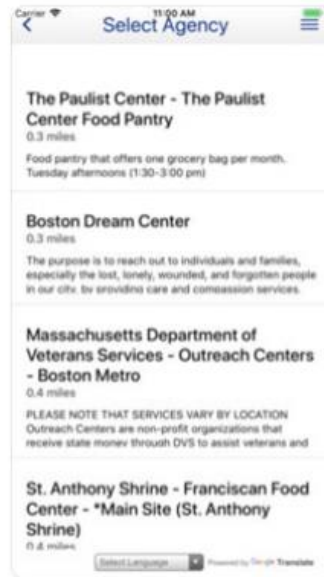 Carrier 11:00 AM
Select Agency
The Paulist Center - The Paulist
Center Food Pantry
0.3 miles
Food pantry that offers one grocery bag per month.
Tuesday afternoons (1:30-3:00 pm)
Boston Dream Center
0.3 miles
The purpose is to reach out to individuals and families,
especially the lost, lonely, wounded, and forgotten people
in our city, by providing care and compassion services.
Massachusetts Department of
Veterans Services - Outreach Centers
- Boston Metro
0.4 miles
PLEASE NOTE THAT SERVICES VARY BY LOCATION
Outreach Centers are non-profit organizations that
receive state money through DVS to assist veterans and
St. Anthony Shrine - Franciscan Food
Center - *Main Site (St. Anthony
Shrine)
0.4 miles
Select Language Powered by Google Translate